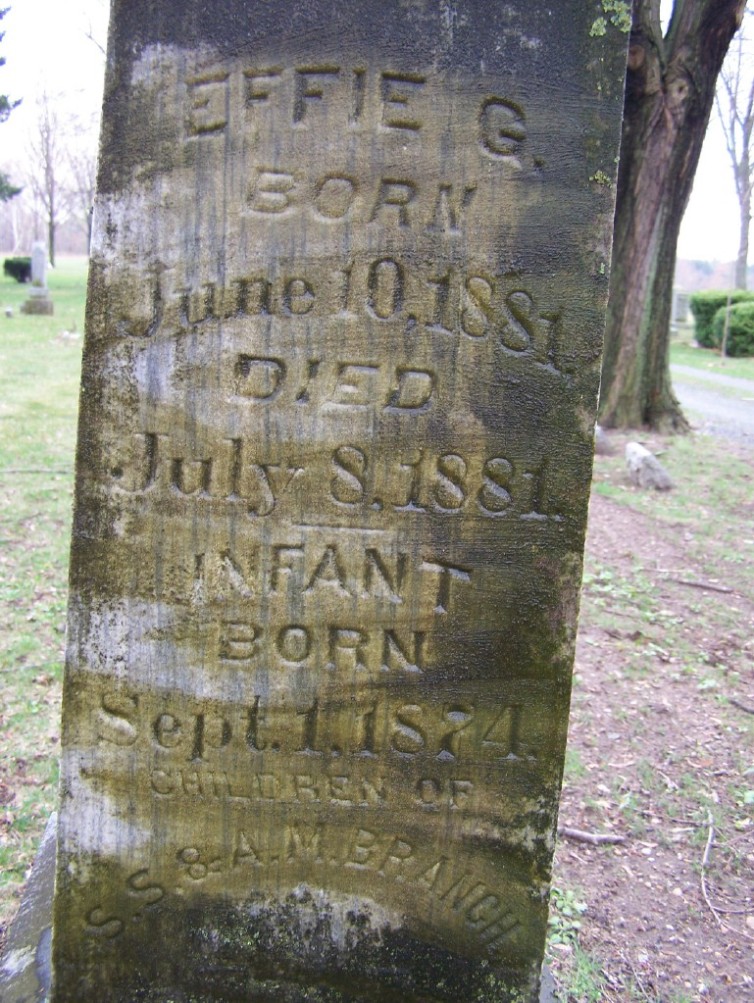 EFFIE G.
BORN
June 10, 1881.
DIED
July 8, 1881.
INFANT
BORN
Sept. 1, 1874.
CHILDREN OF
S. S. & A. M. BRANCH